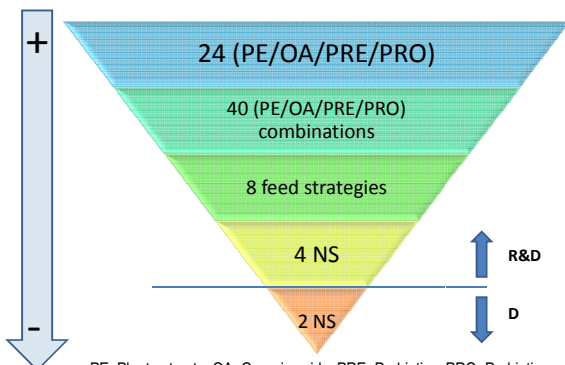 +
24 (PE/OA/PRE/PRO)
40 (PE/OA/PRE/PRO)
combinations
8 feed strategies
4 NS
R&D
D
2 NS
-